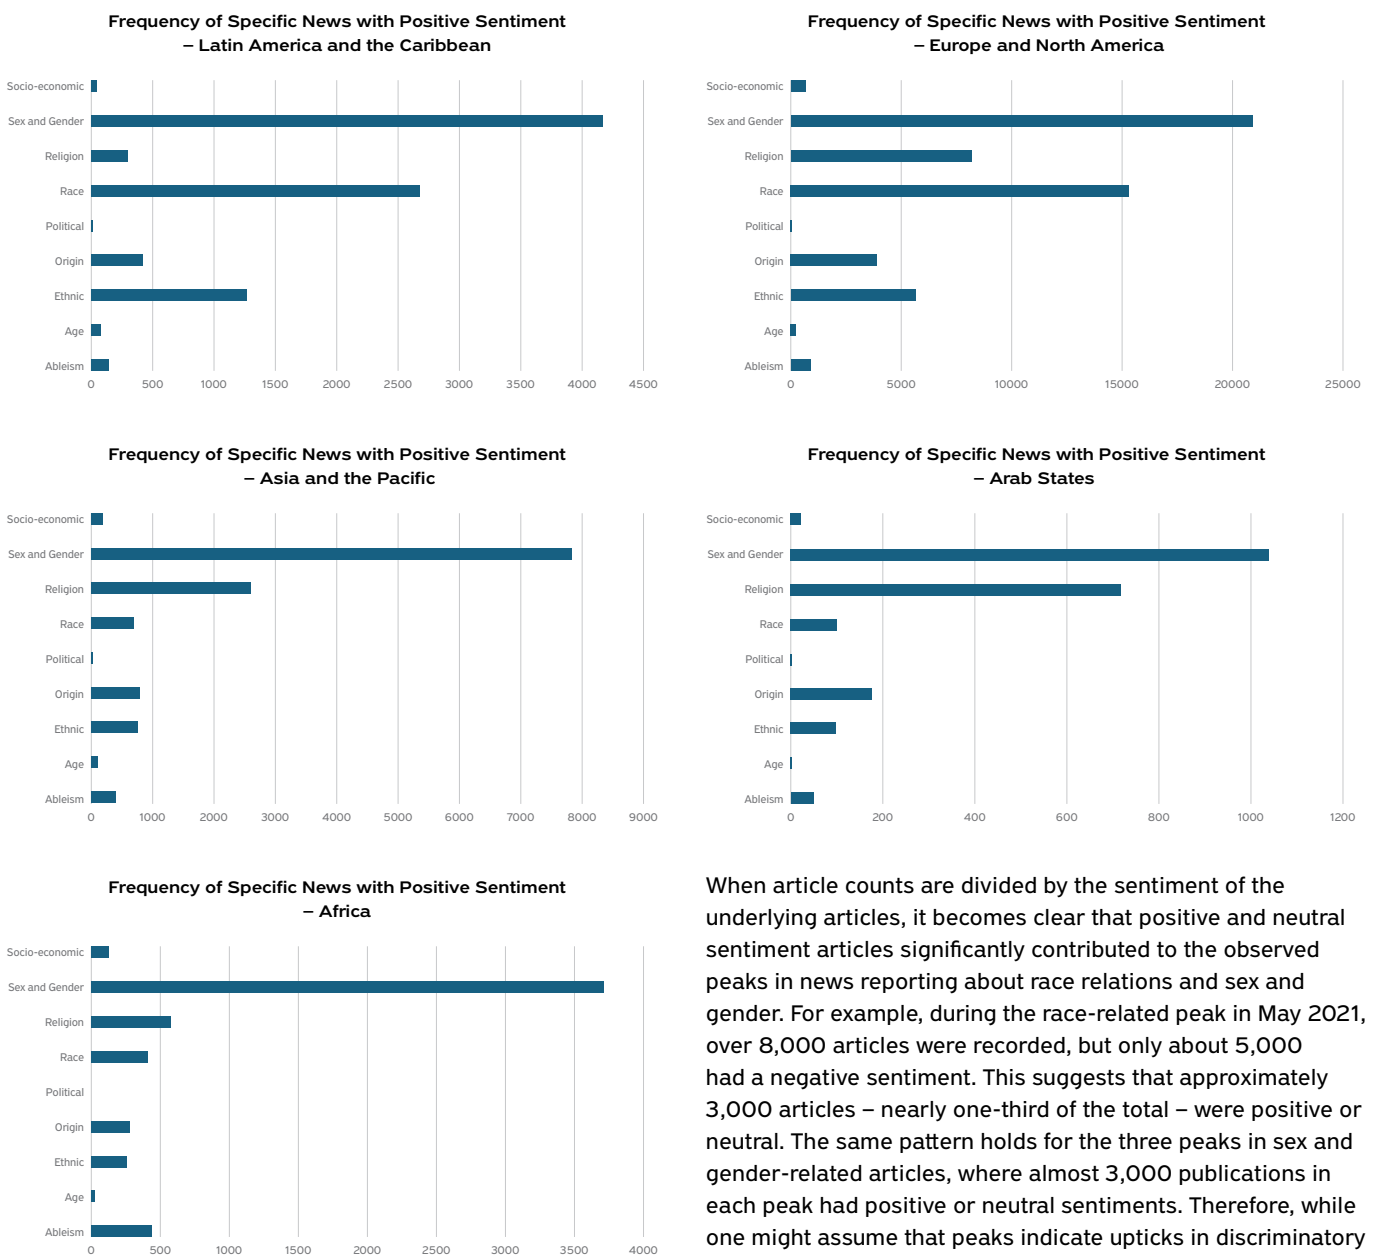 Frequency of Specific News with Positive Sentiment
– Latin America and the Caribbean
Socio-economic
Sex and Gender
Religion
Race
Political
Origin
Ethnic
Age
Ableism
0 500 1000 1500 2000 2500 3000 3500 4000 4500
Frequency of Specific News with Positive Sentiment
– Europe and North America
Socio-economic
Sex and Gender
Religion
Race
Political
Origin
Ethnic
Age
Ableism
0 5000 10000 15000 20000 25000
Frequency of Specific News with Positive Sentiment
– Asia and the Pacific
Socio-economic
Sex and Gender
Religion
Race
Political
Origin
Ethnic
Age
Ableism
0 1000 2000 3000 4000 5000 6000 7000 8000 9000
Frequency of Specific News with Positive Sentiment
– Arab States
Socio-economic
Sex and Gender
Religion
Race
Political
Origin
Ethnic
Age
Ableism
0 200 400 600 800 1000 1200
Frequency of Specific News with Positive Sentiment
– Africa
Socio-economic
Sex and Gender
Religion
Race
Political
Origin
Ethnic
Age
Ableism
0 500 1000 1500 2000 2500 3000 3500 4000
When article counts are divided by the sentiment of the
underlying articles, it becomes clear that positive and neutral
sentiment articles significantly contributed to the observed
peaks in news reporting about race relations and sex and
gender. For example, during the race-related peak in May 2021,
over 8,000 articles were recorded, but only about 5,000
had a negative sentiment. This suggests that approximately
3,000 articles – nearly one-third of the total – were positive or
neutral. The same pattern holds for the three peaks in sex and
gender-related articles, where almost 3,000 publications in
each peak had positive or neutral sentiments. Therefore, while
one might assume that peaks indicate upticks in discriminatory